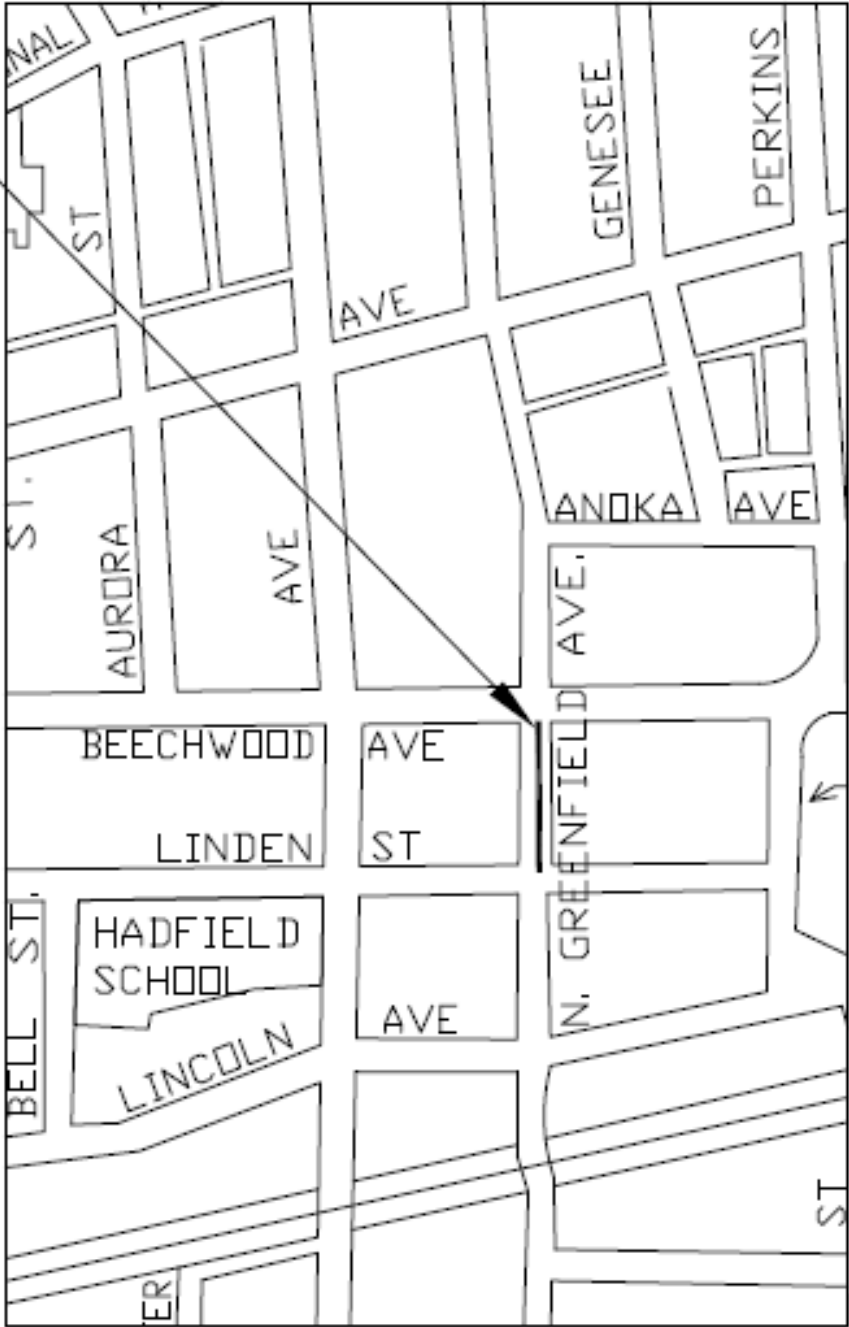 NAL
ST
GENESEE
PERKINS
AVE
ST.
AURORA
AVE
ANOKA AVE
N. GREENFIELD AVE.
BEECHWOOD AVE
LINDEN ST
BELL ST.
HADFIELD
SCHOOL
AVE
LINCOLN
ST
ER